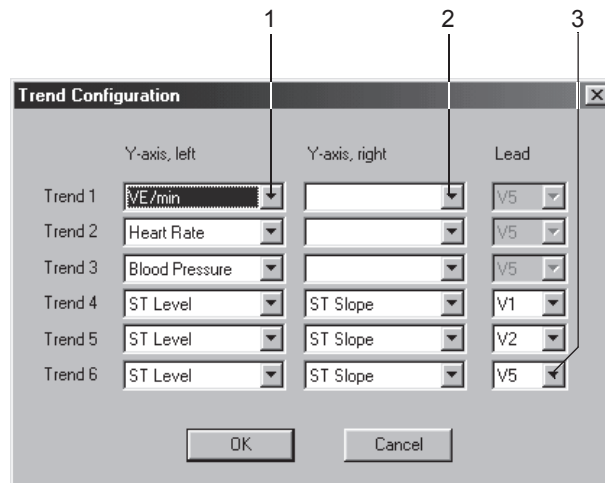 1 2 3
Trend Configuration
Y-axis, left Y-axis, right Lead
Trend 1 VE/min V5
Trend 2 Heart Rate V5
Trend 3 Blood Pressure V5
Trend 4 ST Level ST Slope V1
Trend 5 ST Level ST Slope V2
Trend 6 ST Level ST Slope V5
OK Cancel